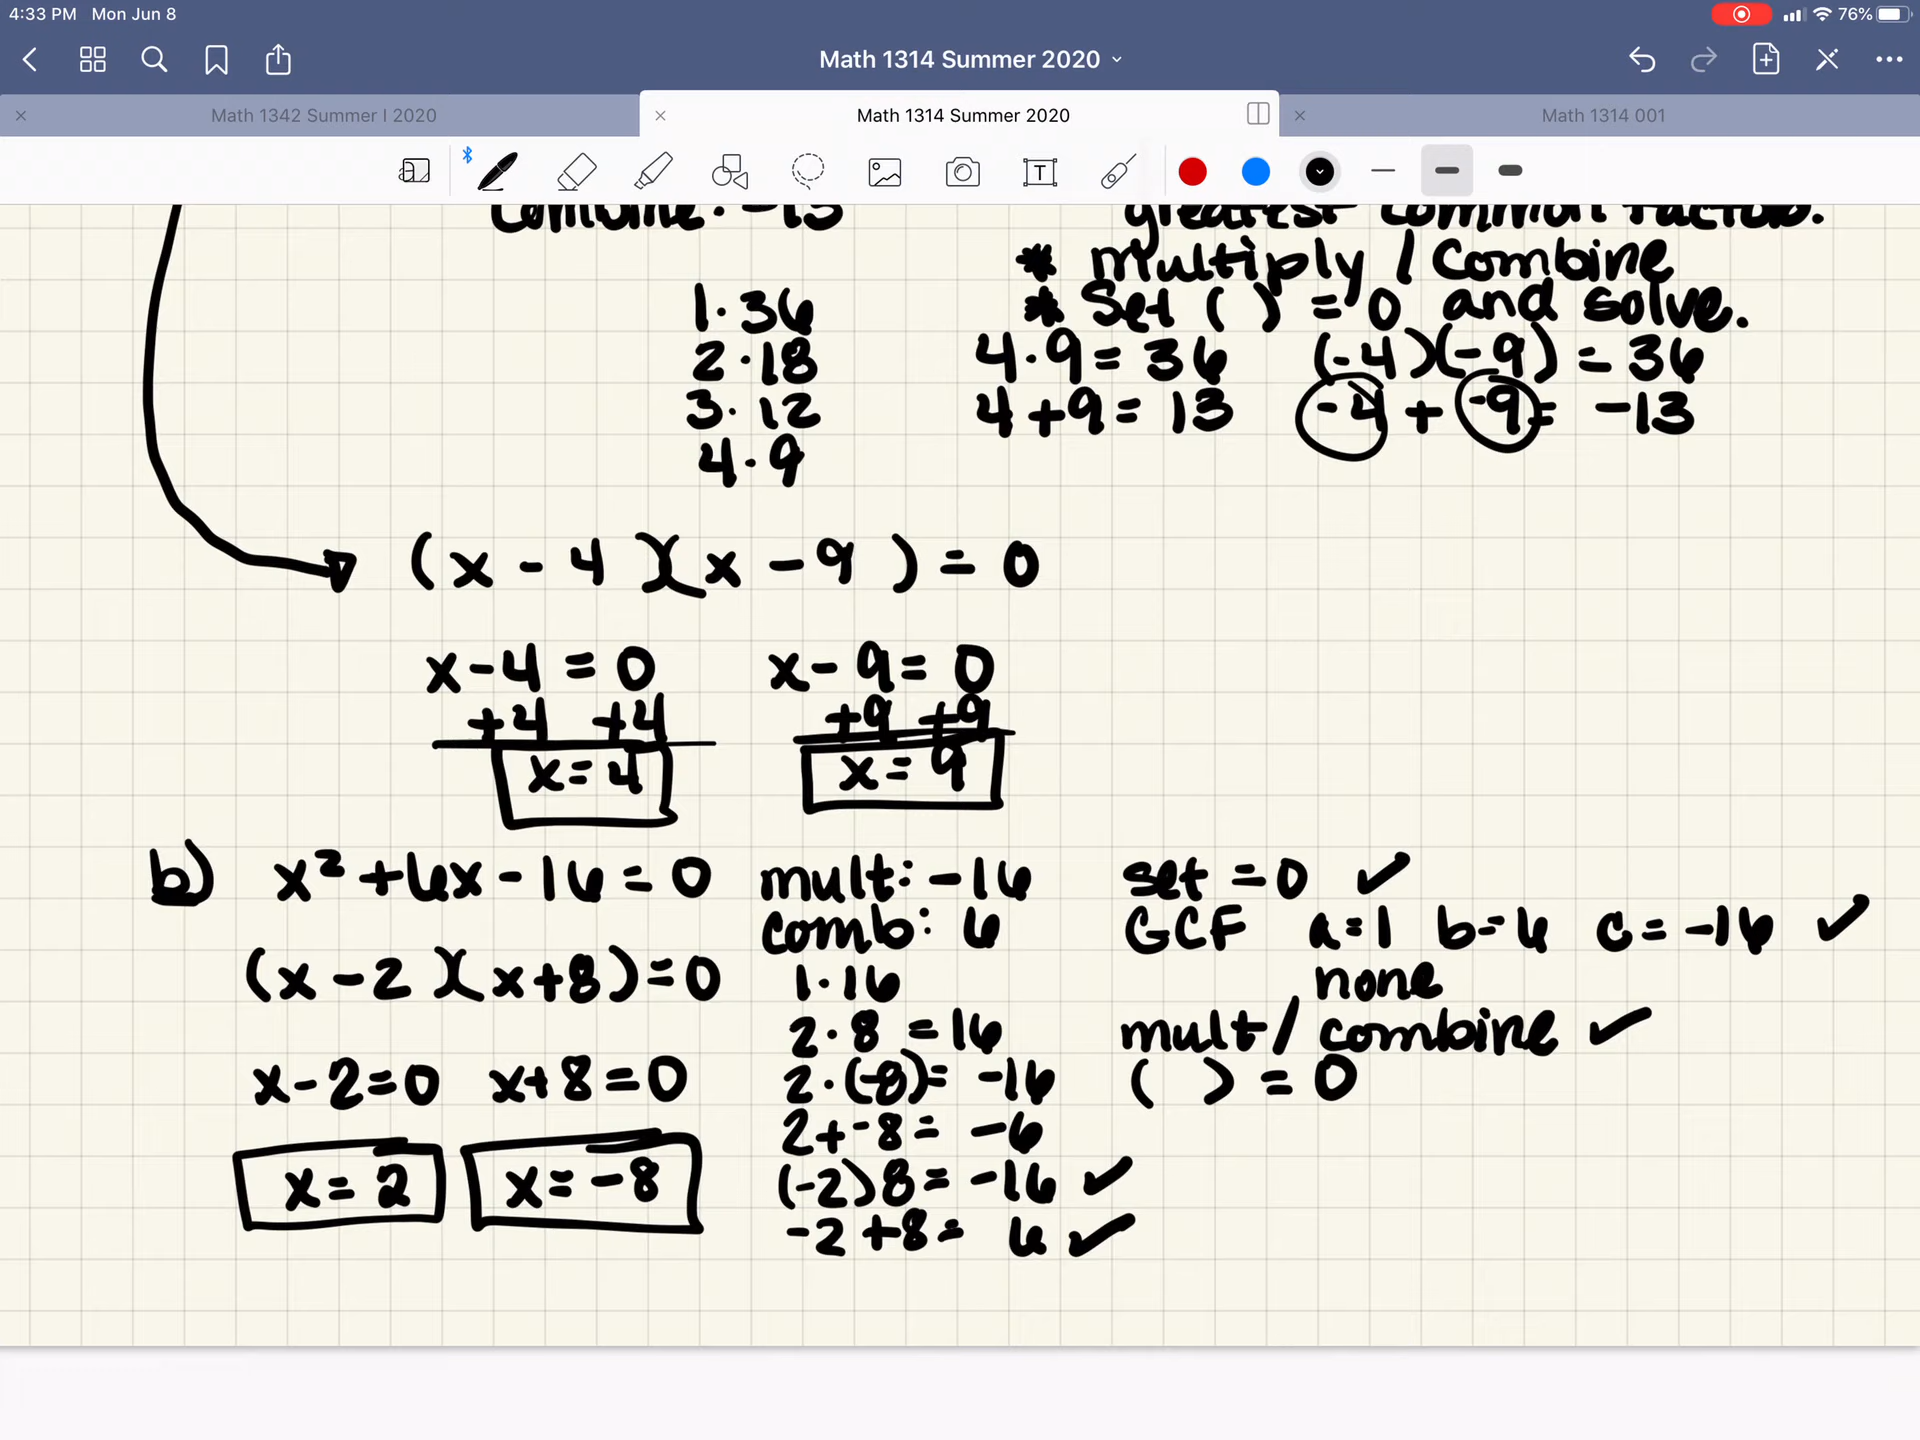 4:33 PM Mon Jun 8 76%
Math 1314 Summer 2020
Math 1342 Summer I 2020 Math 1314 Summer 2020 Math 1314 001
combine: -13 greatest common factor.
* Multiply / Combine
1·36 * Set ( ) = 0 and solve.
2·18 4·9 = 36 (-4)(-9) = 36
3·12 4+9 = 13 -4 + -9 = -13
4·9
(x - 4)(x - 9) = 0
x-4 = 0 x-9 = 0
+4 +4 +9 +9
x=4 x=9
b) x²+6x-16=0 mult: -16 set =0 ✓
comb: 6 GCF a=1 b=6 c=-16 ✓
(x-2)(x+8)=0 1·16 none
2·8 =16 mult/ combine ✓
x-2=0 x+8=0 2·(-8)= -16 ( ) = 0
2+-8= -6
x=2 x=-8 (-2)8= -16 ✓
-2+8= 6 ✓